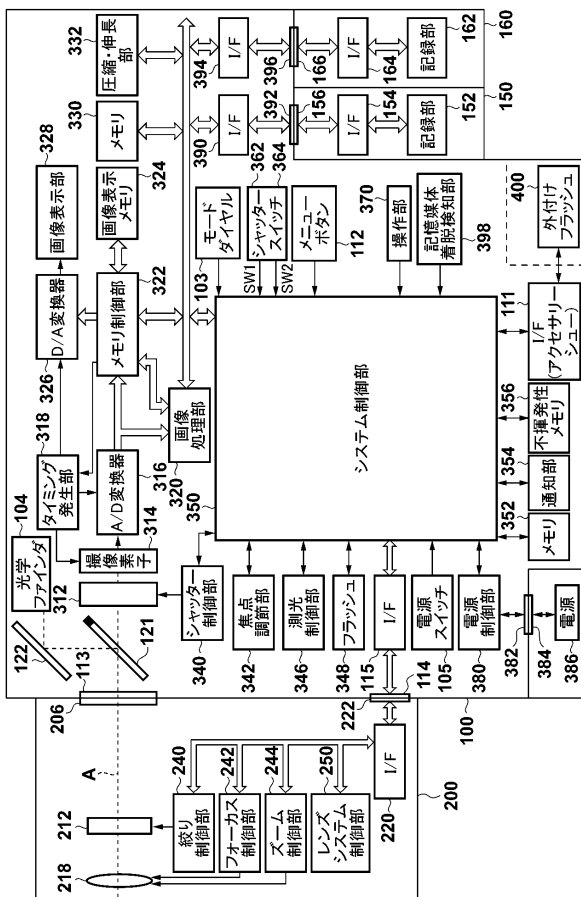 218
212
A
206
113
122
121
104
光学
ファインダ
312
314
撮像素子
316
A/D変換器
318
タイミング
発生部
326
D/A変換器
328
画像表示部
322
メモリ制御部
324
画像表示
メモリ
330
メモリ
332
圧縮・伸長
部
320
画像
処理部
340
シャッター
制御部
240
絞り
制御部
242
フォーカス
制御部
244
ズーム
制御部
250
レンズ
システム
制御部
220
I/F
200
222
114
100
342
焦点
調節部
346
測光
制御部
348
フラッシュ
115
I/F
105
電源
スイッチ
380
電源
制御部
382
384
386
電源
350
システム制御部
103
モード
ダイヤル
362
364
シャッター
スイッチ
SW1
SW2
112
メニュー
ボタン
370
操作部
398
記憶媒体
着脱検知部
390
I/F
392
156
154
I/F
152
記録部
150
394
I/F
396
166
164
I/F
162
記録部
160
352
メモリ
354
通知部
356
不揮発性
メモリ
111
I/F
(アクセサリー
シュー)
400
外付け
フラッシュ